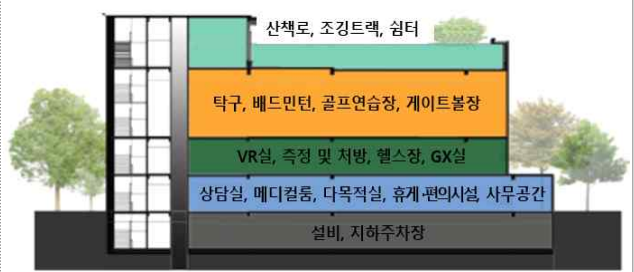 산책로, 조깅트랙, 쉼터
탁구, 배드민턴, 골프연습장, 게이트볼장
VR실, 측정 및 처방, 헬스장, GX실
상담실, 메디컬룸, 다목적실, 휴게·편의시설, 사무공간
설비, 지하주차장